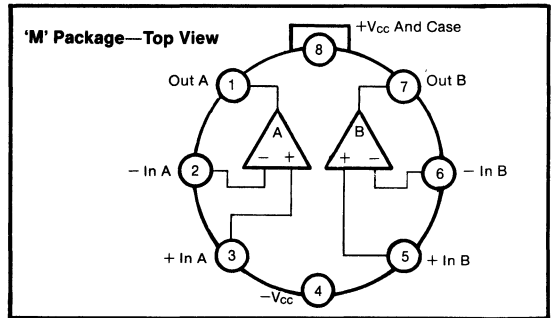 'M' Package—Top View
+Vcc And Case
8
Out A
1
7
Out B
A
B
− +
+ −
− In A
2
6
− In B
+ In A
3
5
+ In B
−Vcc
4